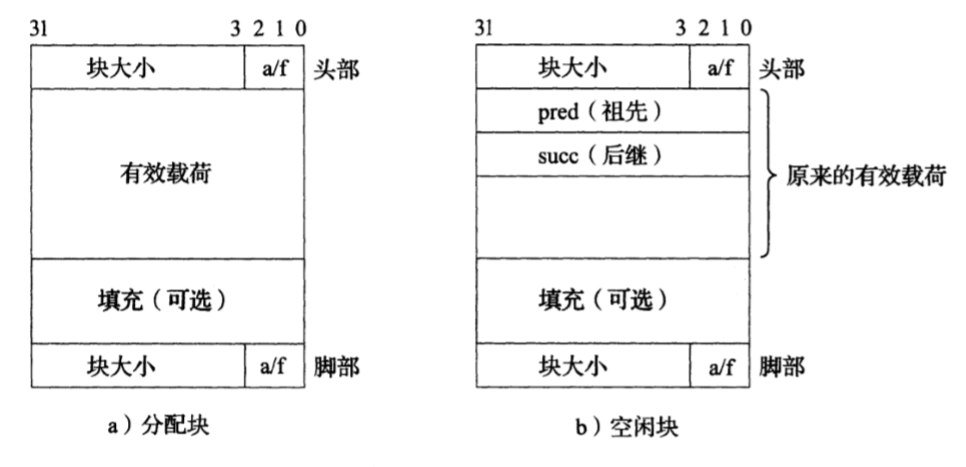 31 3 2 1 0
块大小 a/f 头部
有效载荷
填充（可选）
块大小 a/f 脚部
a）分配块
31 3 2 1 0
块大小 a/f 头部
pred（祖先）
succ（后继）
原来的有效载荷
填充（可选）
块大小 a/f 脚部
b）空闲块